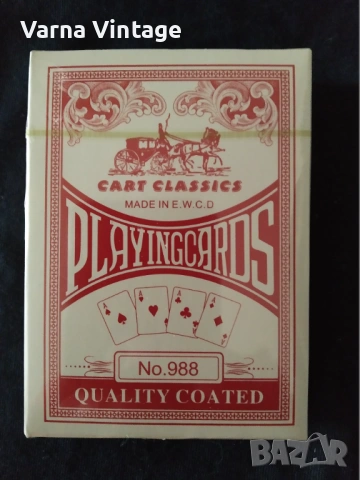 Varna Vintage
CART CLASSICS
MADE IN E.W.C.D
PLAYINGCARDS
A A A A
No.988
QUALITY COATED
BAZAR